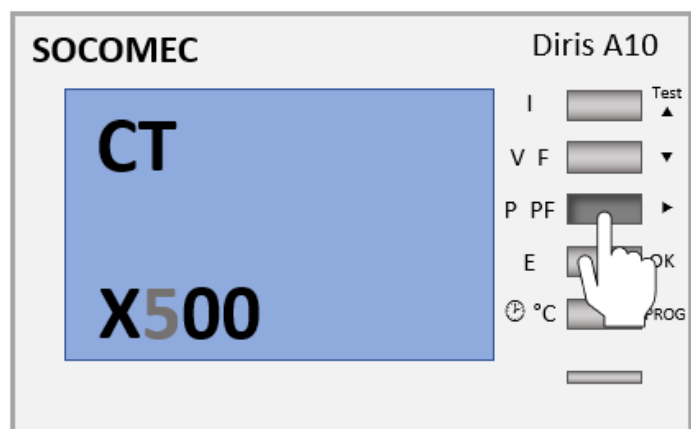 SOCOMEC
Diris A10
CT
X500
I
Test
▲
V F
▼
P PF
►
E
OK
°C
PROG